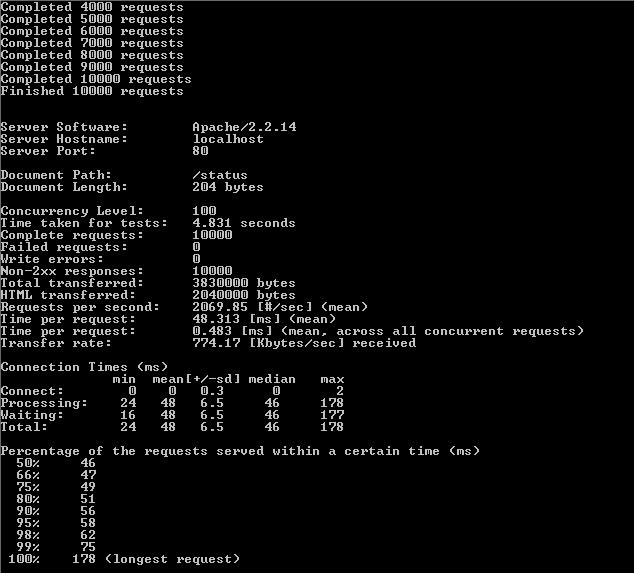 Completed 4000 requests
Completed 5000 requests
Completed 6000 requests
Completed 7000 requests
Completed 8000 requests
Completed 9000 requests
Completed 10000 requests
Finished 10000 requests
Server Software: Apache/2.2.14
Server Hostname: localhost
Server Port: 80
Document Path: /status
Document Length: 204 bytes
Concurrency Level: 100
Time taken for tests: 4.831 seconds
Complete requests: 10000
Failed requests: 0
Write errors: 0
Non-2xx responses: 10000
Total transferred: 3830000 bytes
HTML transferred: 2040000 bytes
Requests per second: 2069.85 [#/sec] (mean)
Time per request: 48.313 [ms] (mean)
Time per request: 0.483 [ms] (mean, across all concurrent requests)
Transfer rate: 774.17 [Kbytes/sec] received
Connection Times (ms)
min mean[+/-sd] median max
Connect: 0 0 0.3 0 2
Processing: 24 48 6.5 46 178
Waiting: 16 48 6.5 46 177
Total: 24 48 6.5 46 178
Percentage of the requests served within a certain time (ms)
50% 46
66% 47
75% 49
80% 51
90% 56
95% 58
98% 62
99% 75
100% 178 (longest request)